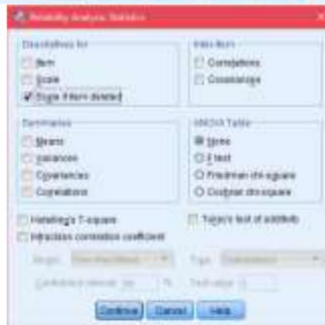 Reliability Analysis: Statistics
Descriptives for
Item
Scale
Scale if item deleted
Inter-Item
Correlations
Covariances
Summaries
Means
Variances
Covariances
Correlations
ANOVA Table
None
F test
Friedman chi-square
Cochran chi-square
Hotelling's T-square
Tukey's test of additivity
Intraclass correlation coefficient
Model:
Type:
Confidence interval:
%
Test value:
Continue
Cancel
Help